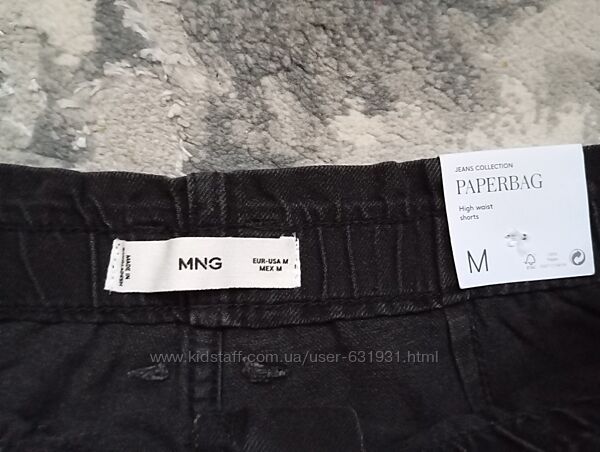 JEANS COLLECTION
PAPERBAG
High waist
shorts
M
FSC
MADE IN
MNG
EUR-USA M
MEX M
www.kidstaff.com.ua/user-631931.html